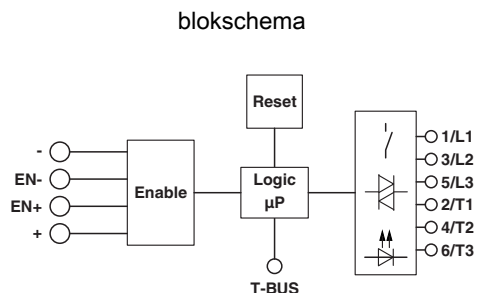 blokschema
Reset
-
EN-
EN+
+
Enable
Logic
µP
T-BUS
1/L1
3/L2
5/L3
2/T1
4/T2
6/T3